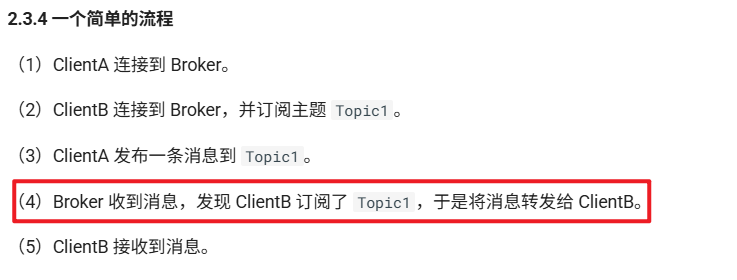 2.3.4 一个简单的流程
（1）ClientA 连接到 Broker。
（2）ClientB 连接到 Broker，并订阅主题 Topic1 。
（3）ClientA 发布一条消息到 Topic1 。
（4）Broker 收到消息，发现 ClientB 订阅了 Topic1 ，于是将消息转发给 ClientB。
（5）ClientB 接收到消息。